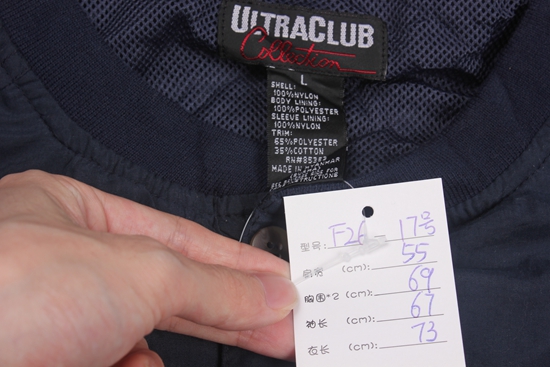 ULTRACLUB
Collection
L
SHELL:
100%NYLON
BODY LINING:
100%POLYESTER
SLEEVE LINING:
100%NYLON
TRIM:
65%POLYESTER
35%COTTON
MADE IN MYANMAR
型号: F26-17号
肩宽 (cm): 55
胸围*2 (cm): 69
袖长 (cm): 67
衣长 (cm): 73